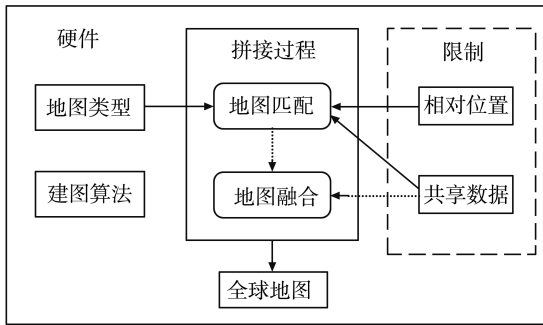 硬件
拼接过程
限制
地图类型
地图匹配
相对位置
建图算法
地图融合
共享数据
全球地图